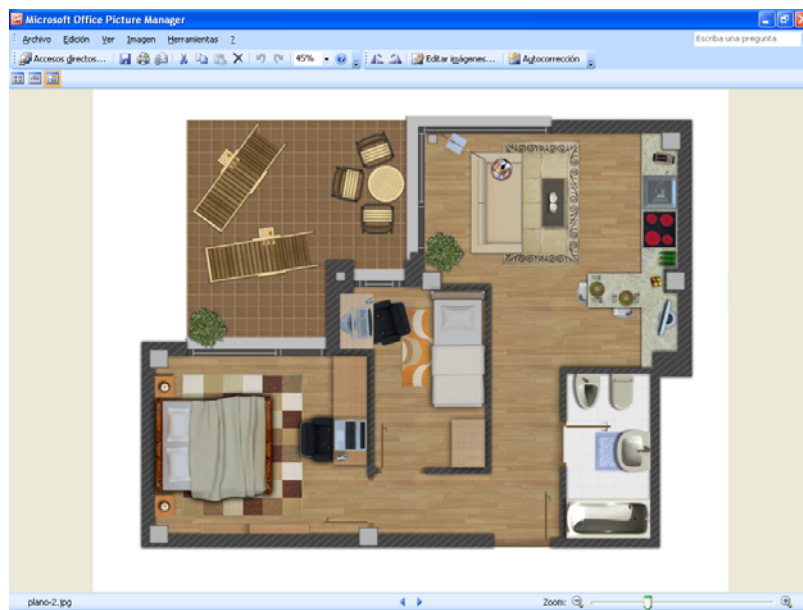 Microsoft Office Picture Manager
Archivo Edición Ver Imagen Herramientas ? Escriba una pregunta
Accesos directos... 45% Editar imágenes... Autocorrección
plano-2.jpg Zoom: